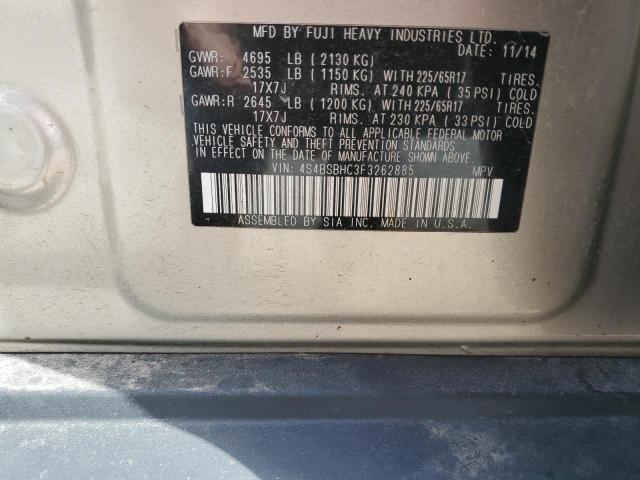 MFD BY FUJI HEAVY INDUSTRIES LTD.
DATE: 11/14
GVWR: 4695 LB (2130 KG)
GAWR:F 2535 LB (1150 KG) WITH 225/65R17 TIRES.
17X7J RIMS. AT 240 KPA (35 PSI) COLD
GAWR:R 2645 LB (1200 KG) WITH 225/65R17 TIRES.
17X7J RIMS. AT 230 KPA (33 PSI) COLD
THIS VEHICLE CONFORMS TO ALL APPLICABLE FEDERAL MOTOR
VEHICLE SAFETY, BUMPER, AND THEFT PREVENTION STANDARDS
IN EFFECT ON THE DATE OF MANUFACTURE SHOWN ABOVE.
VIN: 4S4BSBHC3F3262885 MPV
ASSEMBLED BY SIA INC. MADE IN U.S.A.